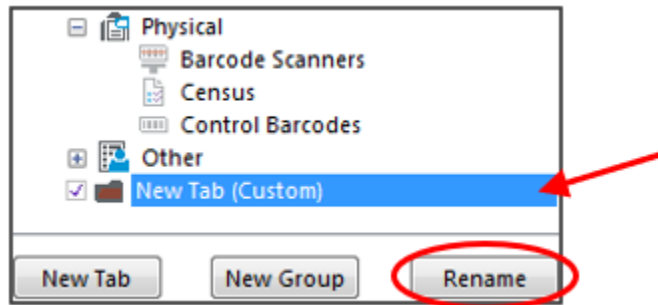 Physical
Barcode Scanners
Census
Control Barcodes
Other
New Tab (Custom)
New Tab New Group Rename